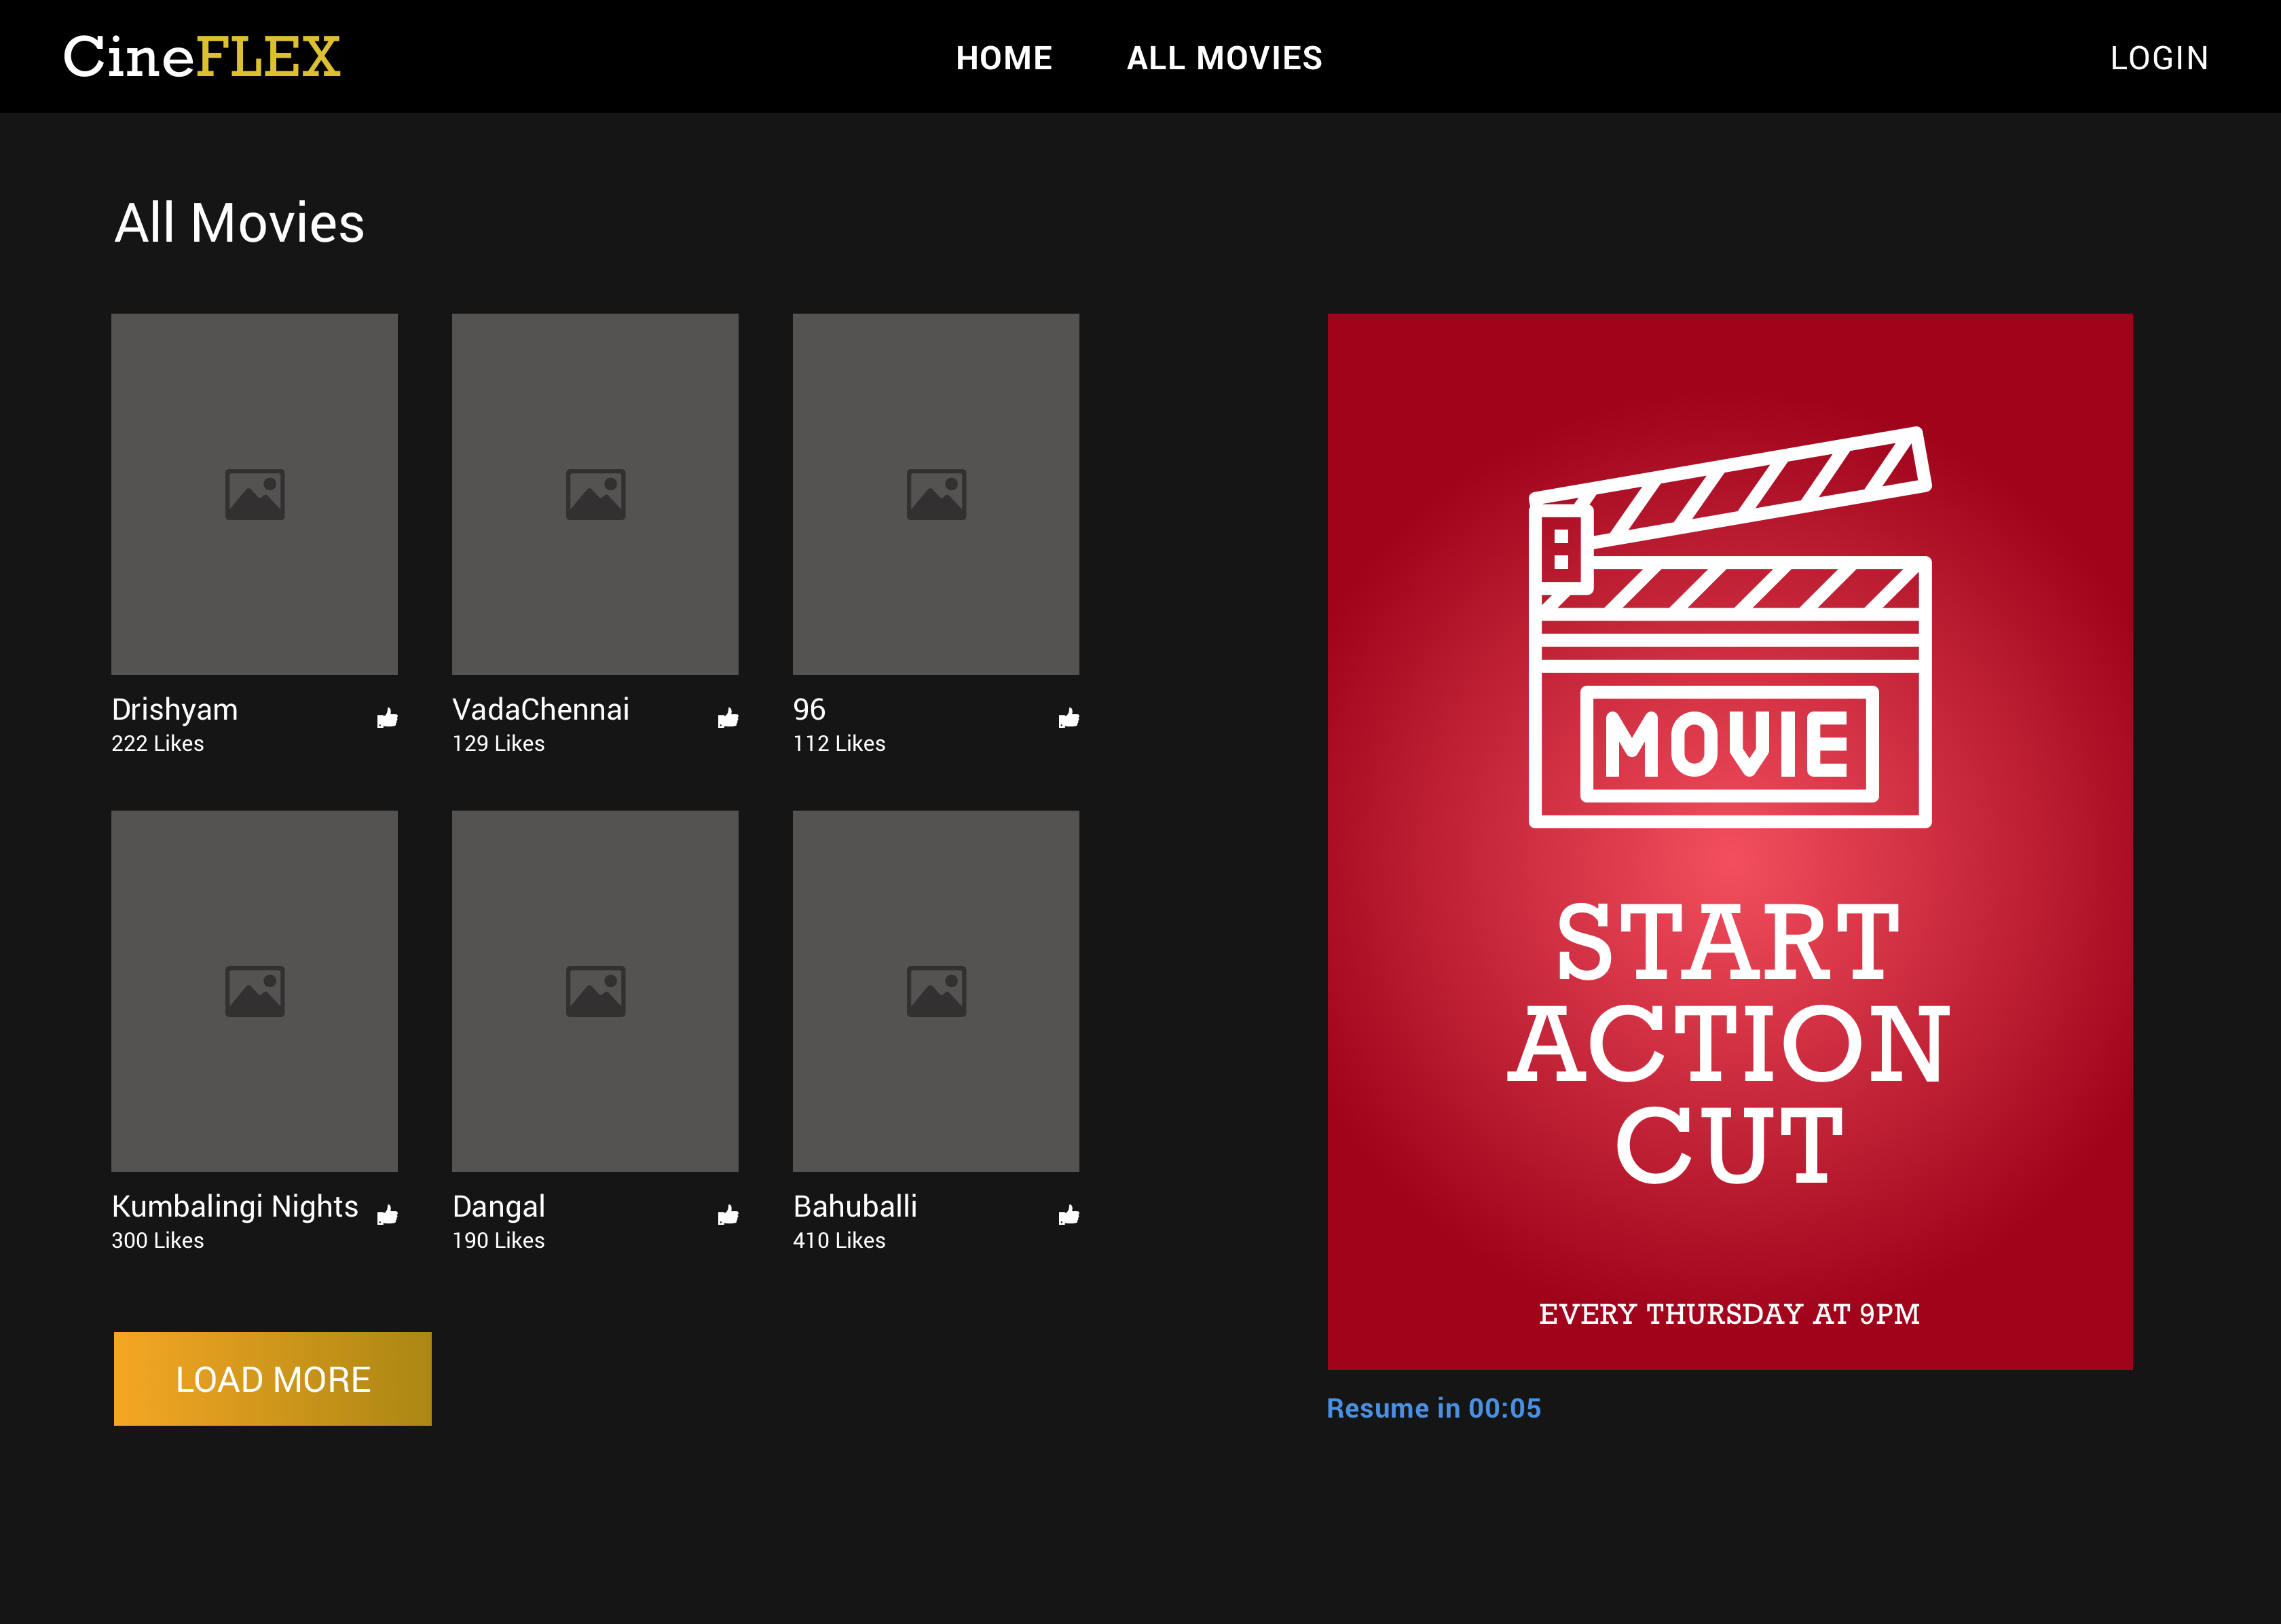 CineFLEX
HOME
ALL MOVIES
LOGIN
All Movies
Drishyam
222 Likes
VadaChennai
129 Likes
96
112 Likes
Kumbalingi Nights
300 Likes
Dangal
190 Likes
Bahuballi
410 Likes
LOAD MORE
MOVIE
START
ACTION
CUT
EVERY THURSDAY AT 9PM
Resume in 00:05